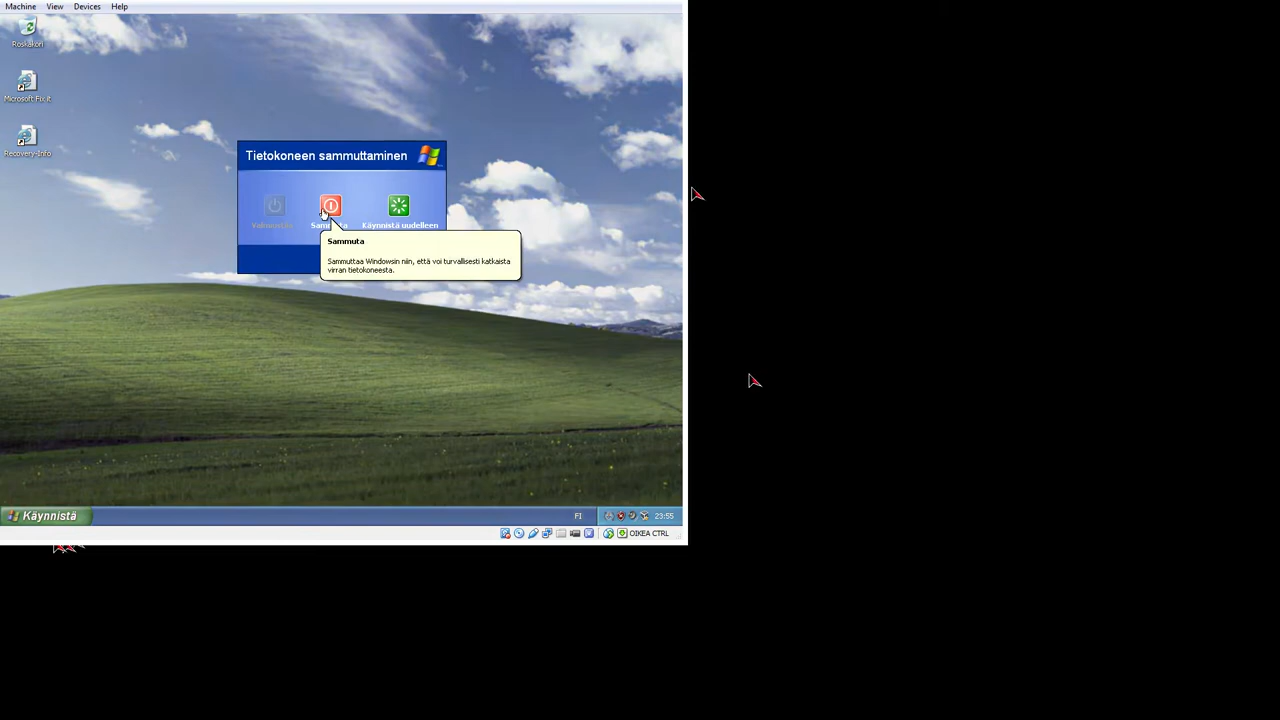 Machine View Devices Help
Roskakori
Microsoft Fix it
Recovery-Info
Tietokoneen sammuttaminen
Käynnistä uudelleen
Sammuta
Sammuttaa Windowsin niin, että voi turvallisesti katkaista
virran tietokoneesta.
Käynnistä
FI
23:55
OIKEA CTRL